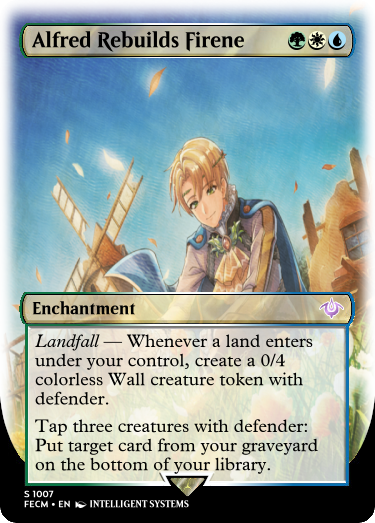 Alfred Rebuilds Firene
Enchantment
Landfall — Whenever a land enters
under your control, create a 0/4
colorless Wall creature token with
defender.
Tap three creatures with defender:
Put target card from your graveyard
on the bottom of your library.
S 1007
FECM • EN INTELLIGENT SYSTEMS